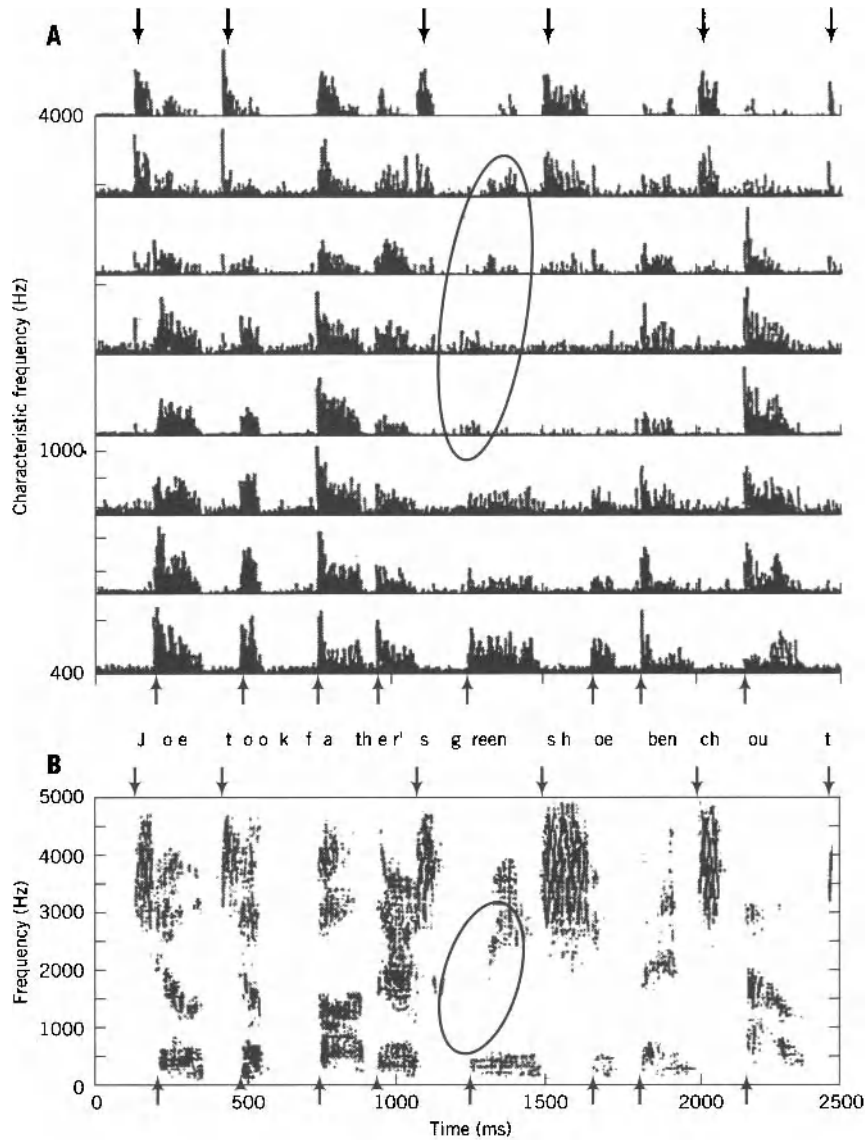 A
4000
1000
400
Characteristic frequency (Hz)
J oe t o o k f a th e r' s g reen s h oe ben ch ou t
B
5000
4000
3000
2000
1000
0
Frequency (Hz)
0 500 1000 1500 2000 2500
Time (ms)